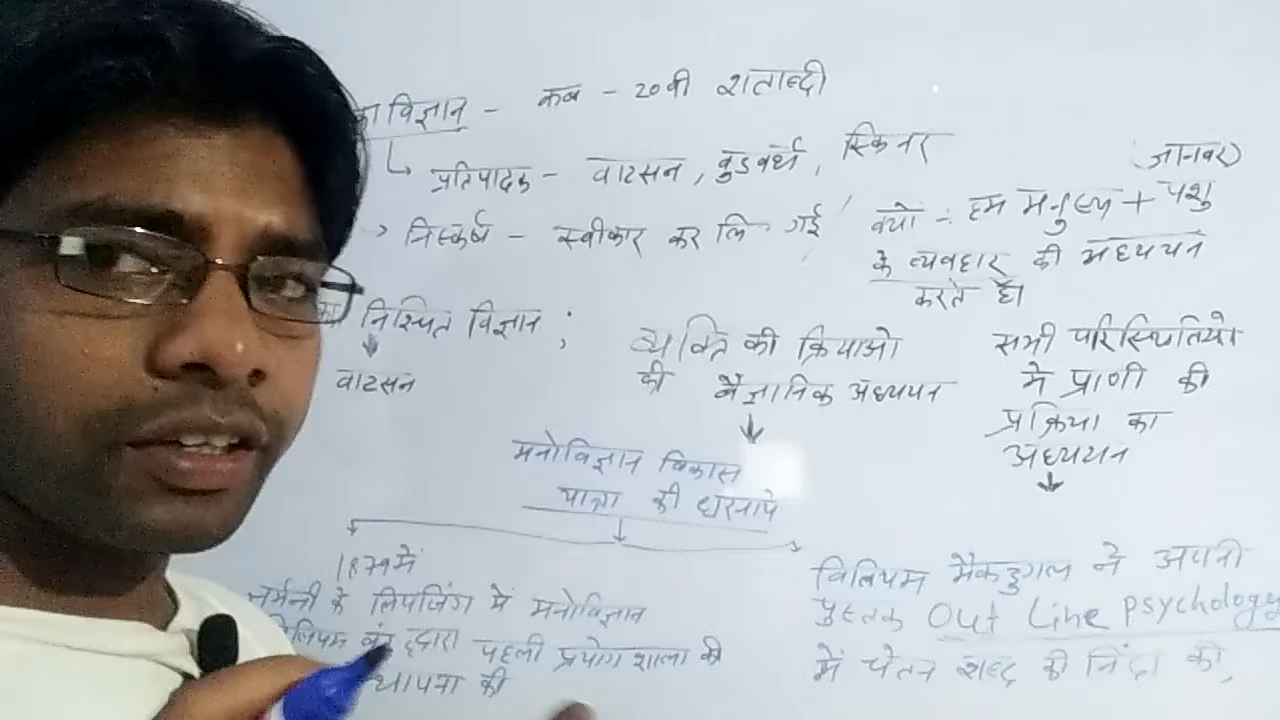 का विज्ञान - कब - 20वी शताब्दी
प्रतिपादक - वाटसन, वुडवर्थ, स्किनर
निस्कर्ष - स्वीकार कर लि गई
(जानवर)
क्यों - हम मनुष्य + पशु
के व्यवहार की अध्ययन
करते है।
निश्चित विज्ञान ;
वाटसन
व्यक्ति की क्रियाओ
की वैज्ञानिक अध्ययन
सभी परिस्थितियो
मे प्राणी की
प्रक्रिया का
अध्ययन
मनोविज्ञान विकास
यात्रा की घटनाये
1879 में
जर्मनी के लिपजिंग में मनोविज्ञान
विलियम वुंट द्वारा पहली प्रयोग शाला की
स्थापना की
विलियम मैकडुगल ने अपनी
पुस्तक Out Line Psychology
में चेतन शब्द की निंदा की,